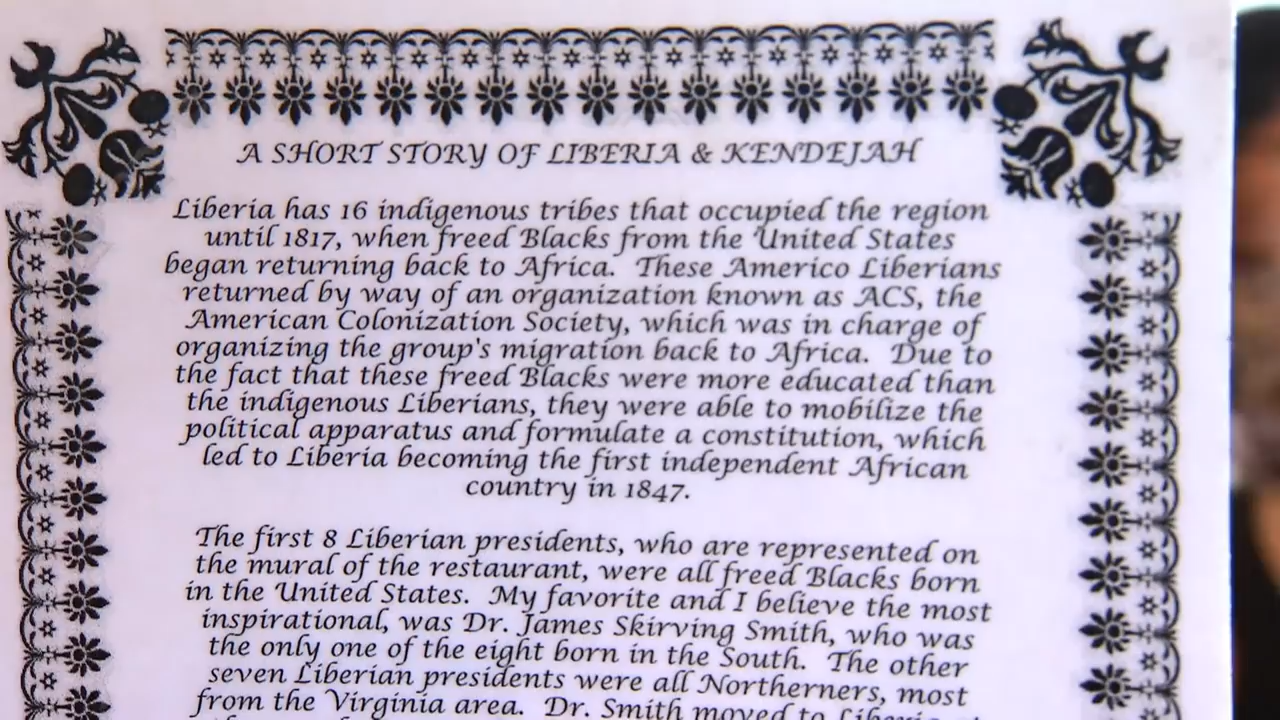 A SHORT STORY OF LIBERIA & KENDEJAH
Liberia has 16 indigenous tribes that occupied the region
until 1817, when freed Blacks from the United States
began returning back to Africa. These Americo Liberians
returned by way of an organization known as ACS, the
American Colonization Society, which was in charge of
organizing the group's migration back to Africa. Due to
the fact that these freed Blacks were more educated than
the indigenous Liberians, they were able to mobilize the
political apparatus and formulate a constitution, which
led to Liberia becoming the first independent African
country in 1847.
The first 8 Liberian presidents, who are represented on
the mural of the restaurant, were all freed Blacks born
in the United States. My favorite and I believe the most
inspirational, was Dr. James Skirving Smith, who was
the only one of the eight born in the South. The other
seven Liberian presidents were all Northerners, most
from the Virginia area. Dr. Smith moved to Liberia